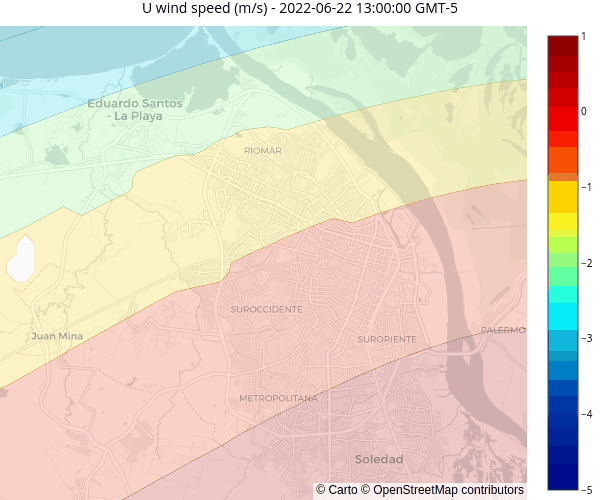 U wind speed (m/s) - 2022-06-22 13:00:00 GMT-5
Eduardo Santos
- La Playa
RIOMAR
SUROCCIDENTE
Juan Mina
SURORIENTE
PALERMO
METROPOLITANA
Soledad
© Carto © OpenStreetMap contributors
1
0
−1
−2
−3
−4
−5